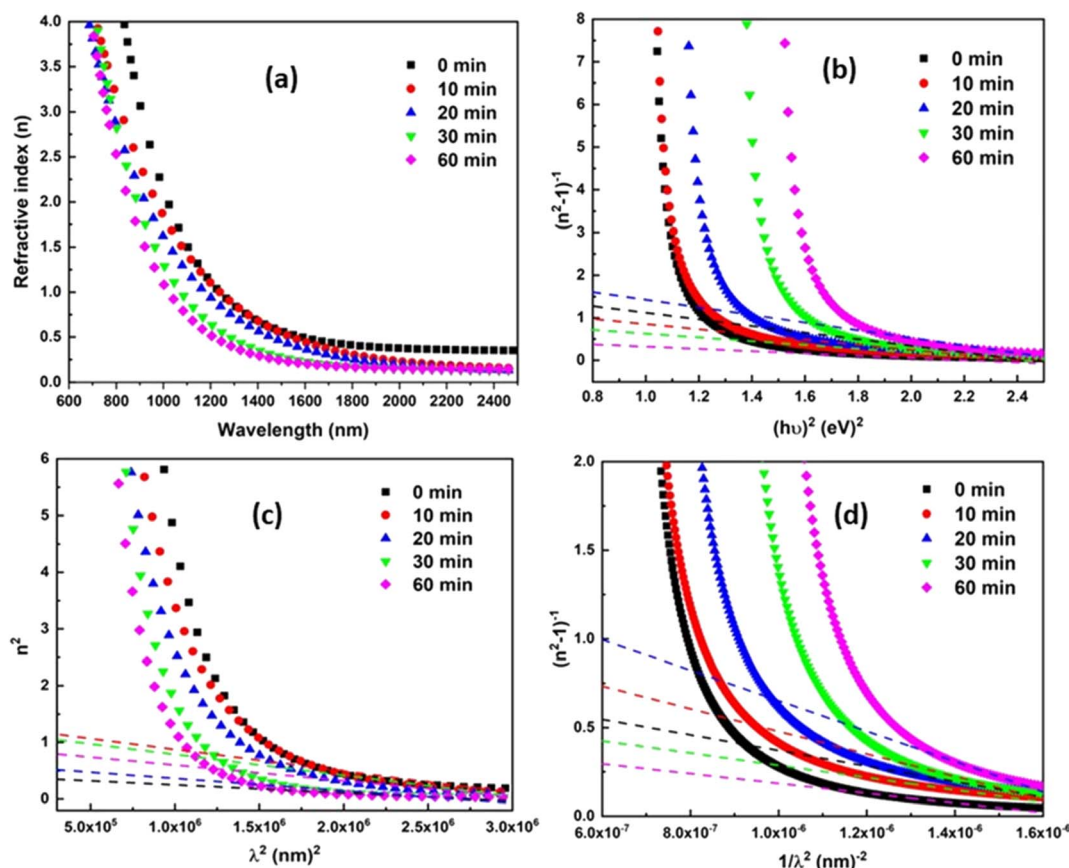 4.0
3.5
3.0
2.5
2.0
1.5
1.0
0.5
0.0
Refractive index (n)
(a)
0 min
10 min
20 min
30 min
60 min
600 800 1000 1200 1400 1600 1800 2000 2200 2400
Wavelength (nm)
8
7
6
5
4
3
2
1
0
(n²-1)⁻¹
(b)
0 min
10 min
20 min
30 min
60 min
0.8 1.0 1.2 1.4 1.6 1.8 2.0 2.2 2.4
(hυ)² (eV)²
6
5
4
3
2
1
0
n²
(c)
0 min
10 min
20 min
30 min
60 min
5.0x10⁵ 1.0x10⁶ 1.5x10⁶ 2.0x10⁶ 2.5x10⁶ 3.0x10⁶
λ² (nm)²
2.0
1.5
1.0
0.5
0.0
(n²-1)⁻¹
(d)
0 min
10 min
20 min
30 min
60 min
6.0x10⁻⁷ 8.0x10⁻⁷ 1.0x10⁻⁶ 1.2x10⁻⁶ 1.4x10⁻⁶ 1.6x10⁻⁶
1/λ² (nm)⁻²